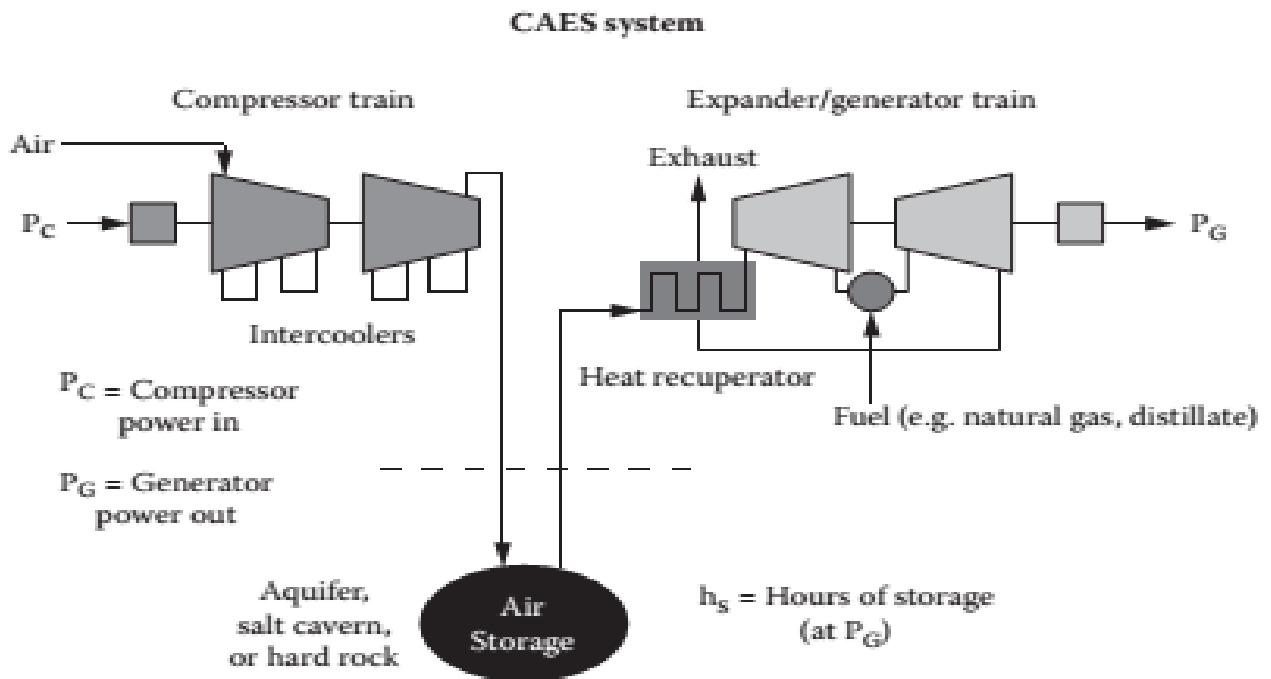 CAES system
Compressor train
Expander/generator train
Air
Exhaust
P_C
P_G
Intercoolers
Heat recuperator
P_C = Compressor
power in
Fuel (e.g. natural gas, distillate)
P_G = Generator
power out
Aquifer,
salt cavern,
or hard rock
Air
Storage
h_s = Hours of storage
(at P_G)